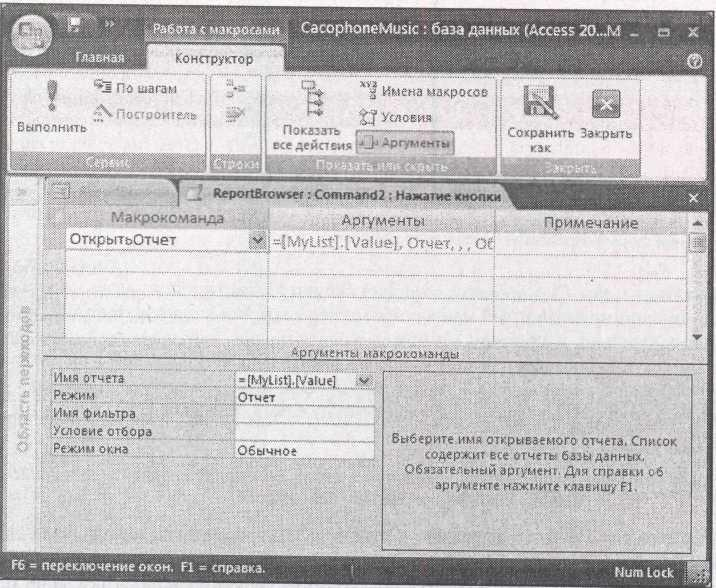 Работа с макросами CacophoneMusic : база данных (Access 20...M
Главная Конструктор
Выполнить
По шагам
Построитель
Сервис
Строки
Показать все действия
Имена макросов
Условия
Аргументы
Показать или скрыть
Сохранить как
Закрыть
Закрыть
ReportBrowser
ReportBrowser : Command2 : Нажатие кнопки
Макрокоманда Аргументы Примечание
ОткрытьОтчет =[MyList].[Value], Отчет, , , Об
Аргументы макрокоманды
Область переходов
Имя отчета =[MyList].[Value]
Режим Отчет
Имя фильтра
Условие отбора
Режим окна Обычное
Выберите имя открываемого отчета. Список
содержит все отчеты базы данных.
Обязательный аргумент. Для справки об
аргументе нажмите клавишу F1.
F6 = переключение окон. F1 = справка.
Num Lock